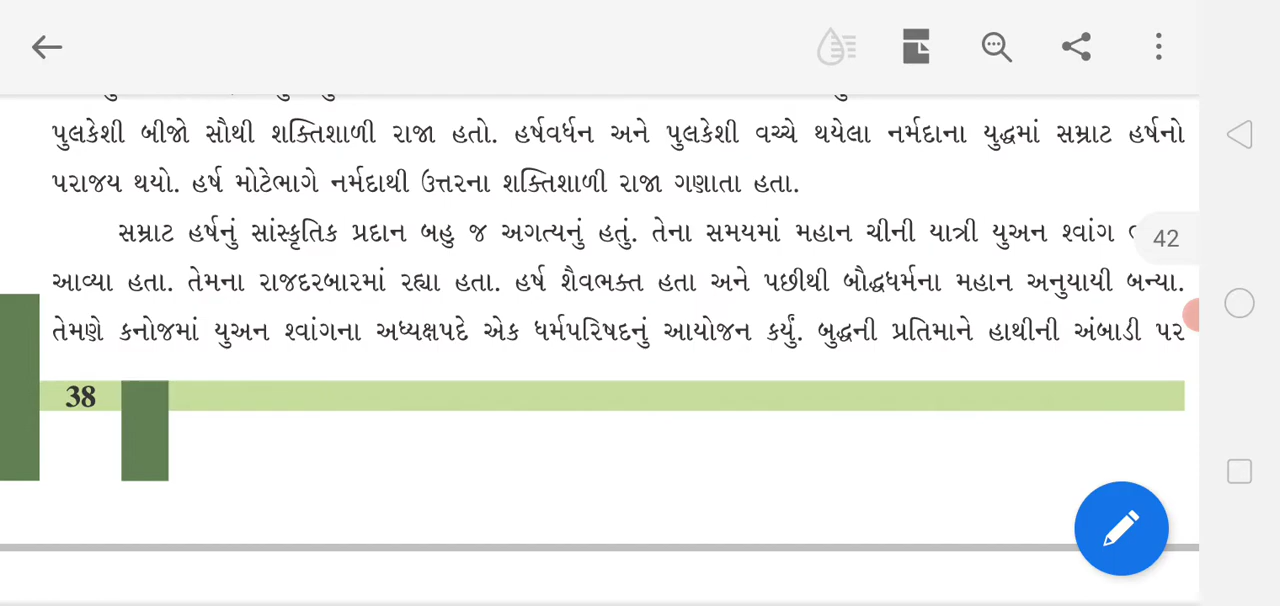 પુલકેશી બીજો સૌથી શક્તિશાળી રાજા હતો. હર્ષવર્ધન અને પુલકેશી વચ્ચે થયેલા નર્મદાના યુદ્ધમાં સમ્રાટ હર્ષનો
પરાજય થયો. હર્ષ મોટેભાગે નર્મદાથી ઉત્તરના શક્તિશાળી રાજા ગણાતા હતા.
સમ્રાટ હર્ષનું સાંસ્કૃતિક પ્રદાન બહુ જ અગત્યનું હતું. તેના સમયમાં મહાન ચીની યાત્રી યુઅન શ્વાંગ
42
આવ્યા હતા. તેમના રાજદરબારમાં રહ્યા હતા. હર્ષ શૈવભક્ત હતા અને પછીથી બૌદ્ધધર્મના મહાન અનુયાયી બન્યા.
તેમણે કનોજમાં યુઅન શ્વાંગના અધ્યક્ષપદે એક ધર્મપરિષદનું આયોજન કર્યું. બુદ્ધની પ્રતિમાને હાથીની અંબાડી પર
38